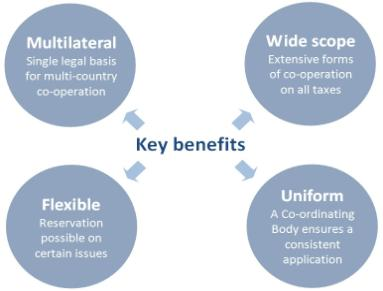 Multilateral
Single legal basis
for multi-country
co-operation
Wide scope
Extensive forms
of co-operation
on all taxes
Key benefits
Flexible
Reservation
possible on
certain issues
Uniform
A Co-ordinating
Body ensures a
consistent
application